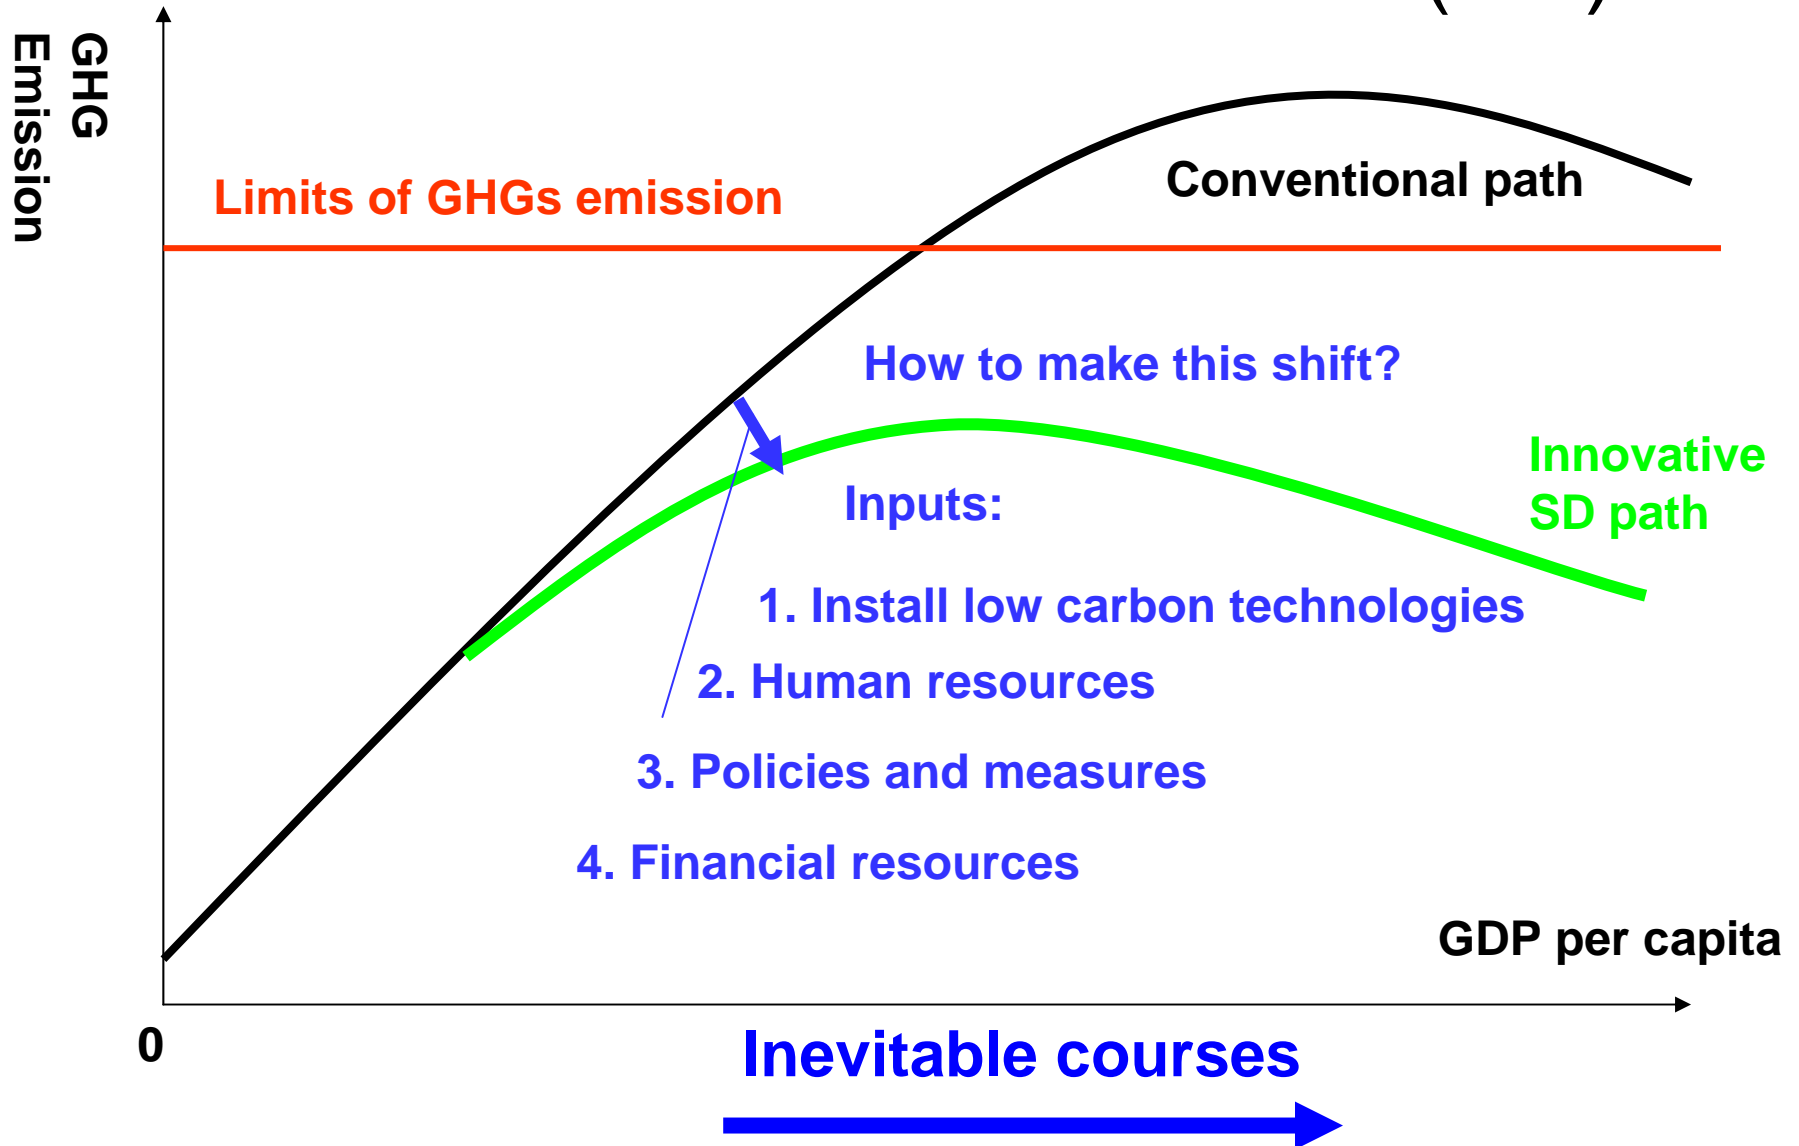 GHG
Emission
Limits of GHGs emission
Conventional path
How to make this shift?
Innovative
SD path
Inputs:
1. Install low carbon technologies
2. Human resources
3. Policies and measures
4. Financial resources
GDP per capita
0
Inevitable courses